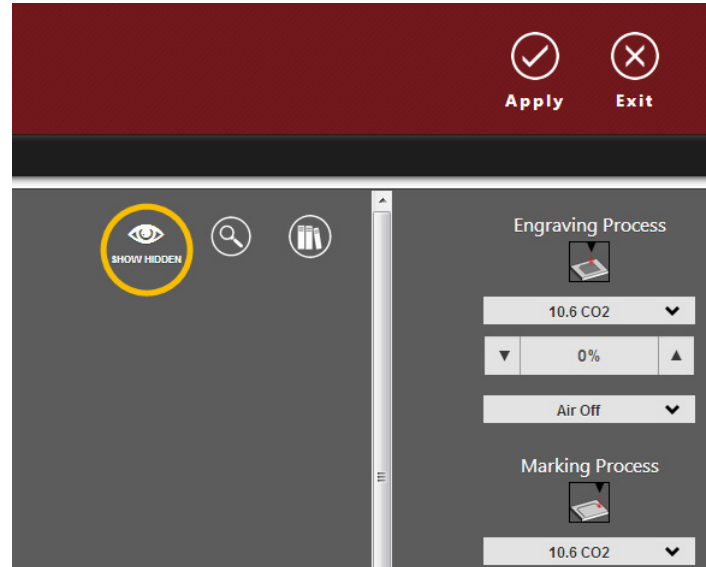 Apply Exit
SHOW HIDDEN
Engraving Process
10.6 CO2
0%
Air Off
Marking Process
10.6 CO2